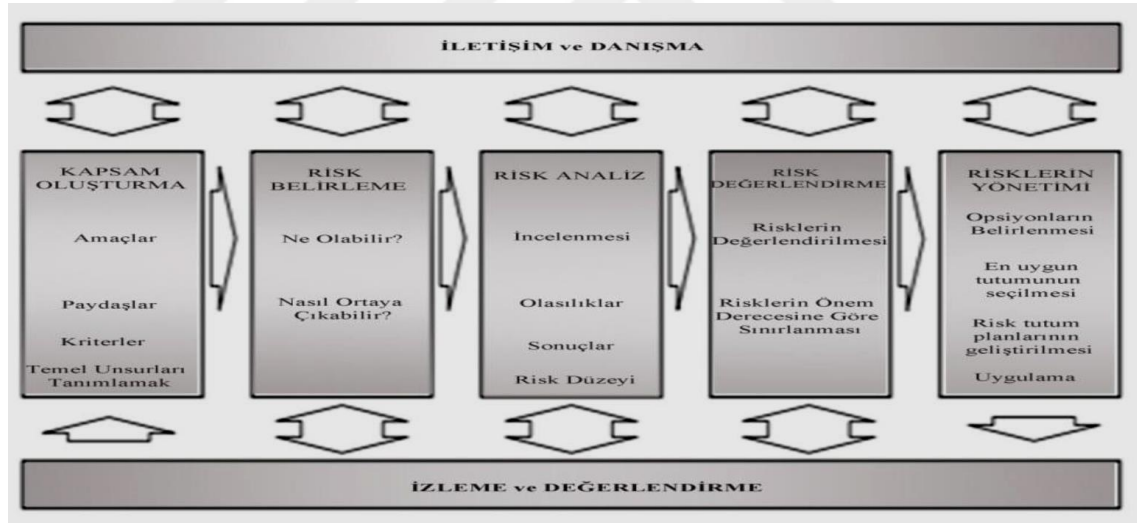 İLETİŞİM ve DANIŞMA
KAPSAM
OLUŞTURMA
Amaçlar
Paydaşlar
Kriterler
Temel Unsurları
Tanımlamak
RİSK
BELİRLEME
Ne Olabilir?
Nasıl Ortaya
Çıkabilir?
RİSK ANALİZ
İncelenmesi
Olasılıklar
Sonuçlar
Risk Düzeyi
RİSK
DEĞERLENDİRME
Risklerin
Değerlendirilmesi
Risklerin Önem
Derecesine Göre
Sınırlanması
RİSKLERİN
YÖNETİMİ
Opsiyonların
Belirlenmesi
En uygun
tutumunun
seçilmesi
Risk tutum
planlarının
geliştirilmesi
Uygulama
İZLEME ve DEĞERLENDİRME